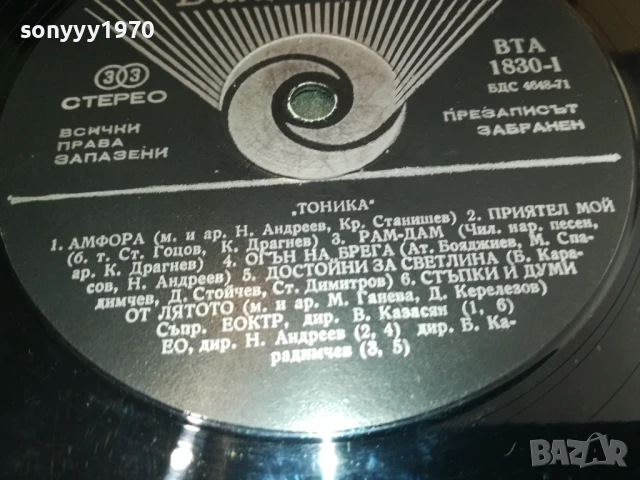 sonyyy1970
33
СТЕРЕО
ВСИЧКИ
ПРАВА
ЗАПАЗЕНИ
ВТА
1830-I
БДС 4648-71
ПРЕЗАПИСЪТ
ЗАБРАНЕН
„ТОНИКА"
1. АМФОРА (м. и ар. Н. Андреев, Кр. Станишев) 2. ПРИЯТЕЛ МОЙ
(б. т. Ст. Гоцов, К. Драгнев) 3. РАМ-ДАМ (Чил. нар. песен,
ар. К. Драгнев) 4. ОГЪН НА БРЕГА (Ат. Бояджиев, М. Спа-
сов, Н. Андреев) 5. ДОСТОЙНИ ЗА СВЕТЛИНА (Б. Кара-
димчев, Д. Стойчев, Ст. Димитров) 6. СТЪПКИ И ДУМИ
ОТ ЛЯТОТО (м. и ар. М. Ганева, Д. Керелезов)
Съпр. ЕОКТР, дир. В. Казасян (1, 6)
ЕО, дир. Н. Андреев (2, 4) дир. Б. Ка-
радимчев (3, 5)
BAZAR